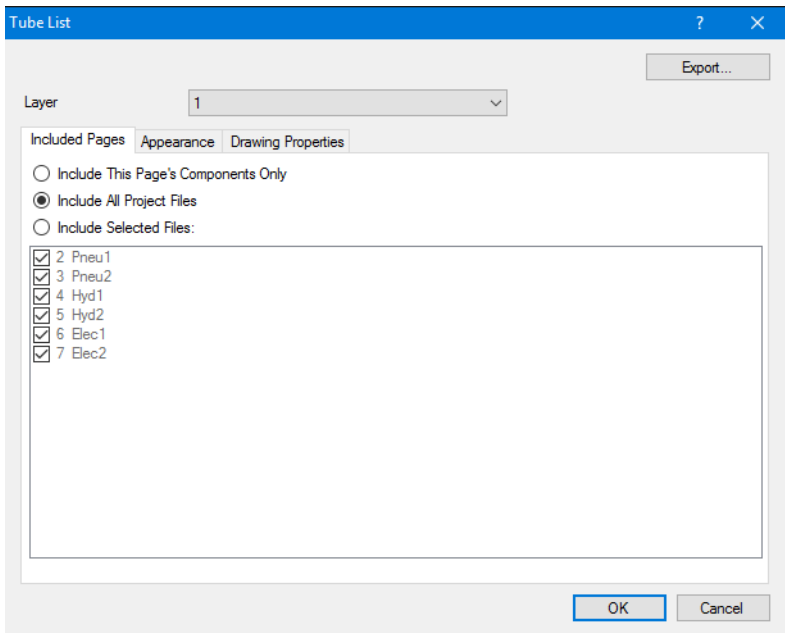 Tube List
Export...
Layer 1
Included Pages Appearance Drawing Properties
Include This Page's Components Only
Include All Project Files
Include Selected Files:
2 Pneu1
3 Pneu2
4 Hyd1
5 Hyd2
6 Elec1
7 Elec2
OK Cancel